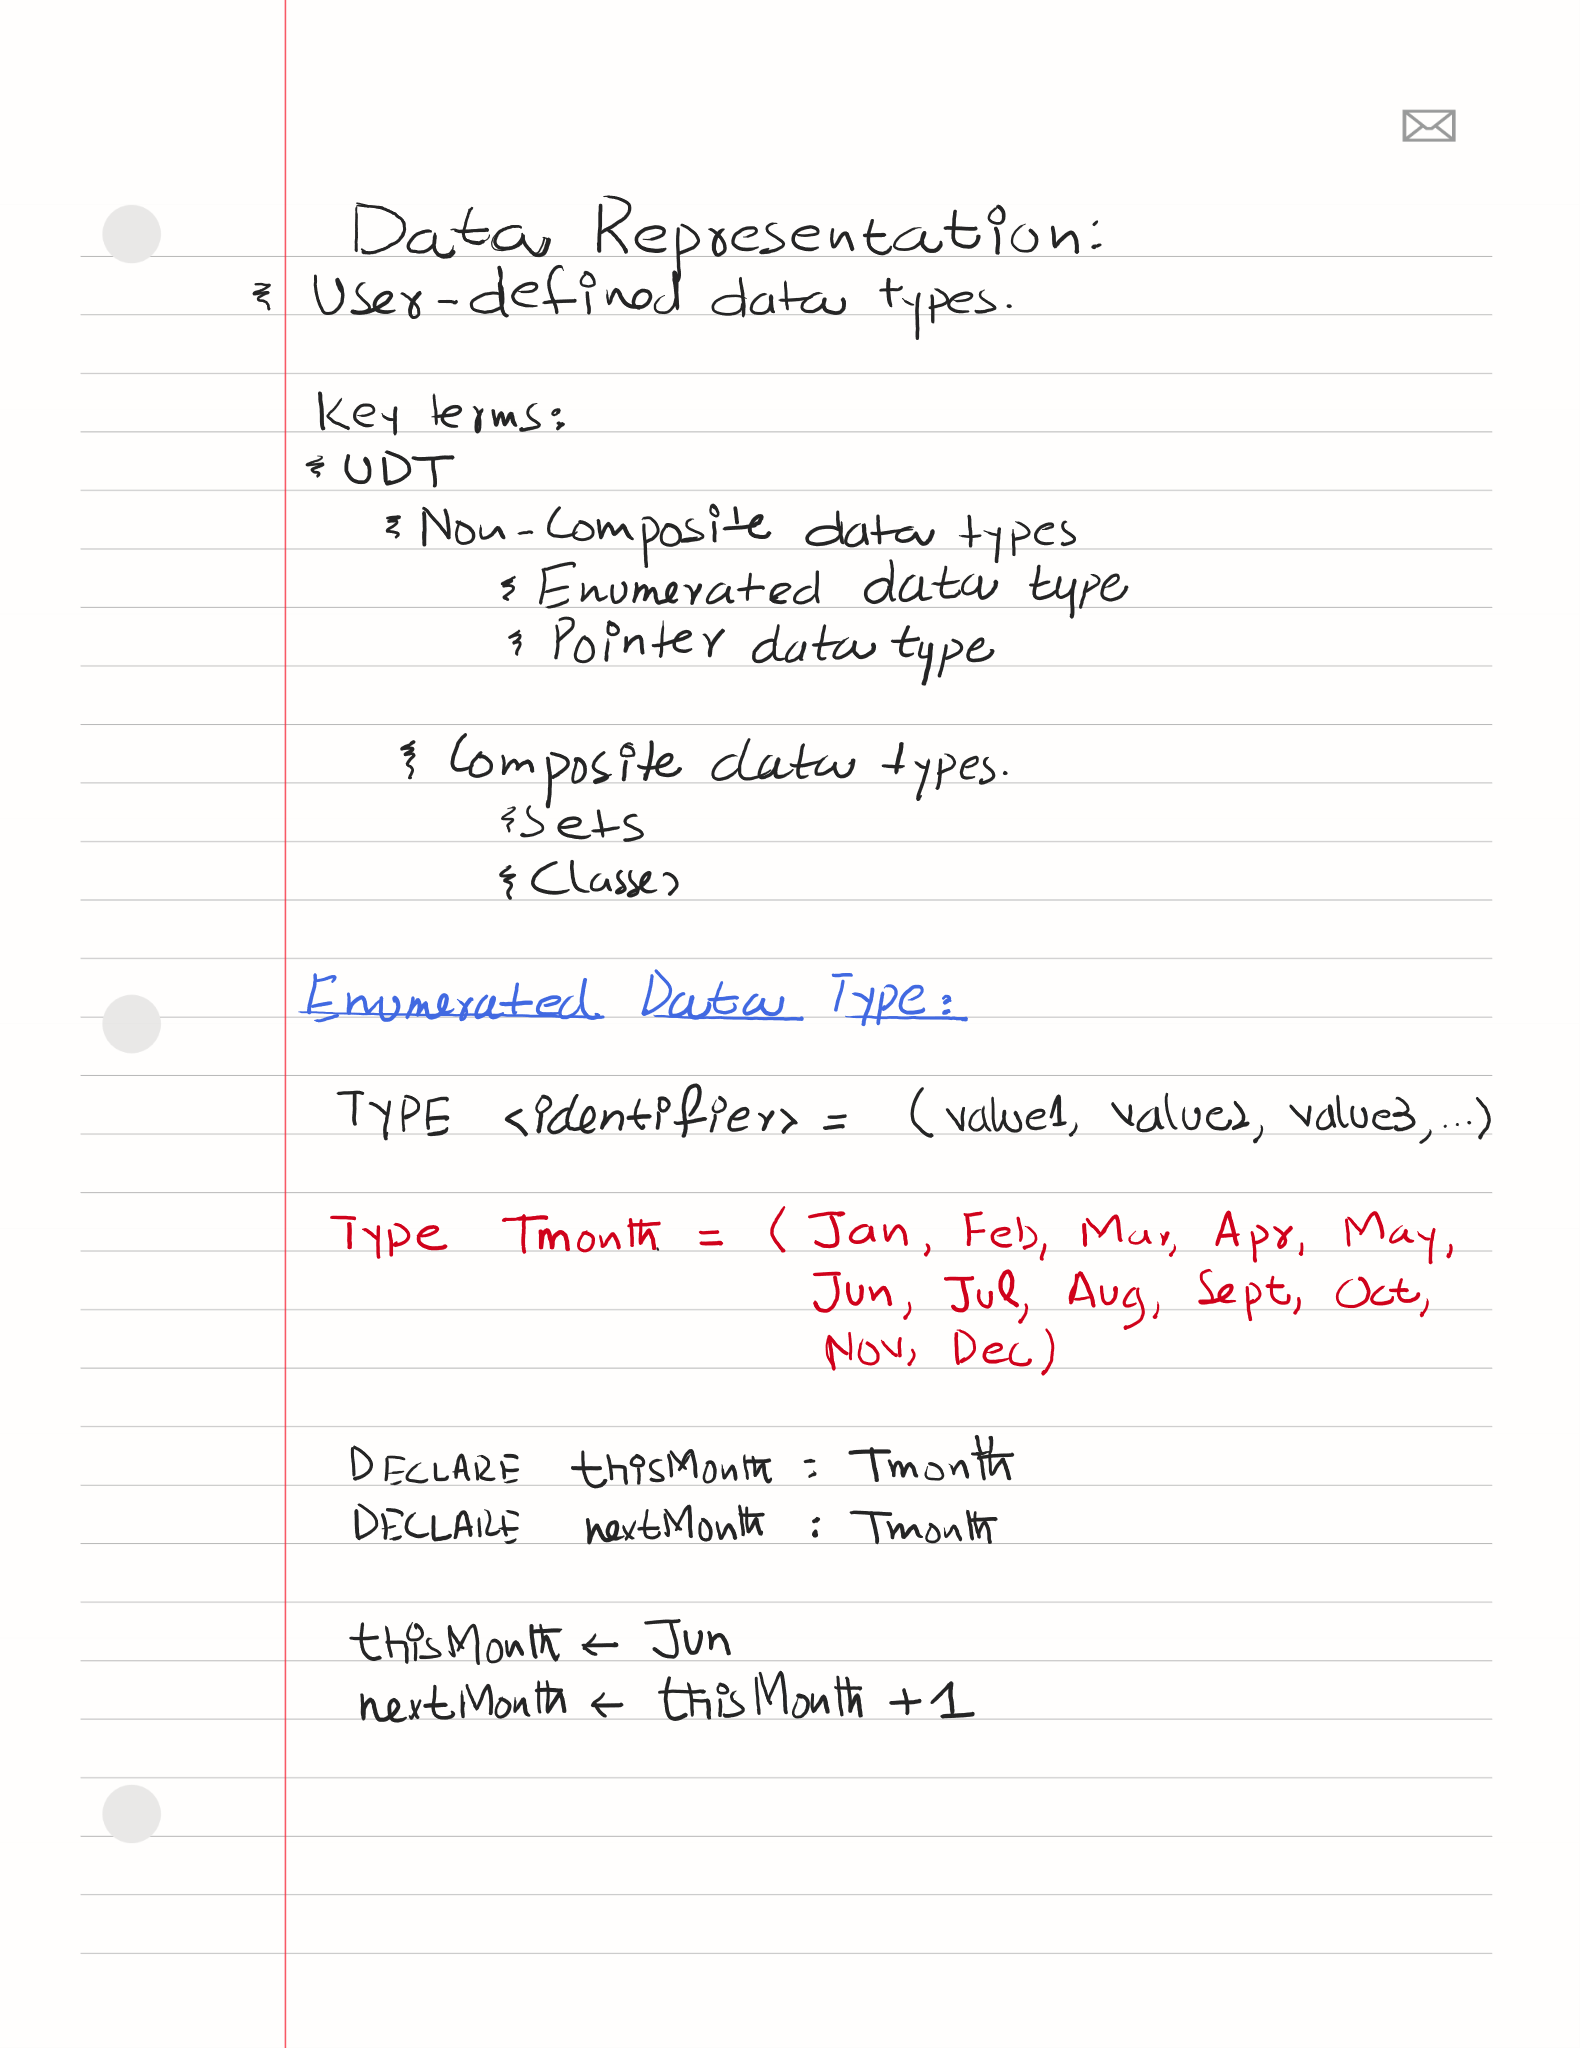 Data Representation:
User-defined data types.
Key terms:
UDT
Non-Composite data types
Enumerated data type
Pointer data type
Composite data types.
Sets
Classes
Enumerated Data Type:
TYPE <identifier> = (value1, value2, value3,...)
Type Tmonth = (Jan, Feb, Mar, Apr, May,
Jun, Jul, Aug, Sept, Oct,
Nov, Dec)
DECLARE thisMonth : Tmonth
DECLARE nextMonth : Tmonth
thisMonth ← Jun
nextMonth ← thisMonth +1